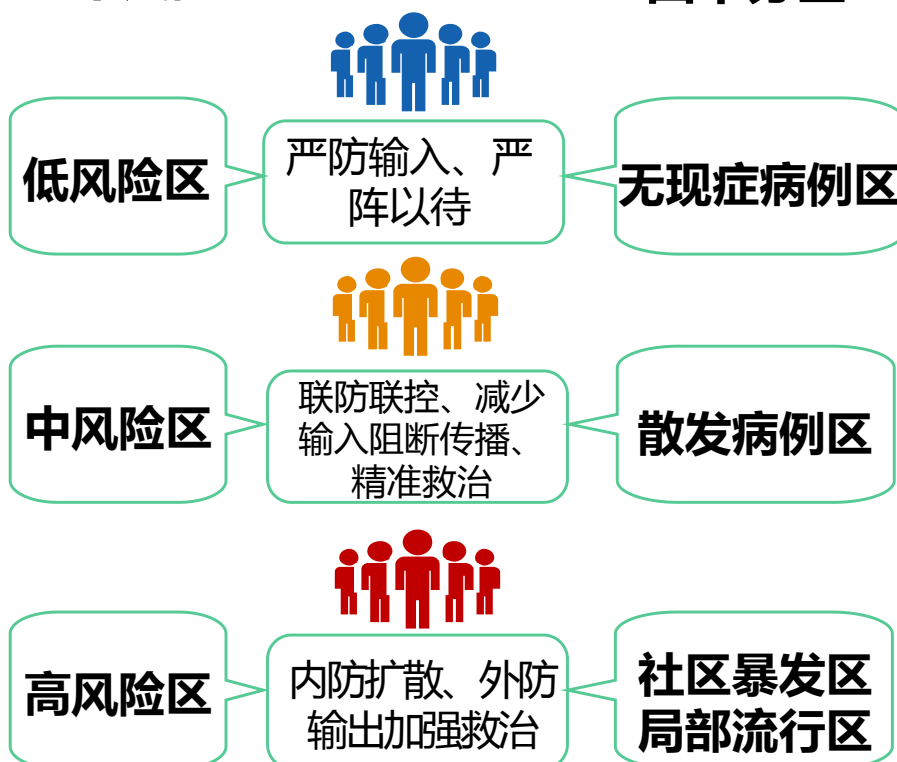 低风险区
严防输入、严
阵以待
无现症病例区
中风险区
联防联控、减少
输入阻断传播、
精准救治
散发病例区
高风险区
内防扩散、外防
输出加强救治
社区暴发区
局部流行区